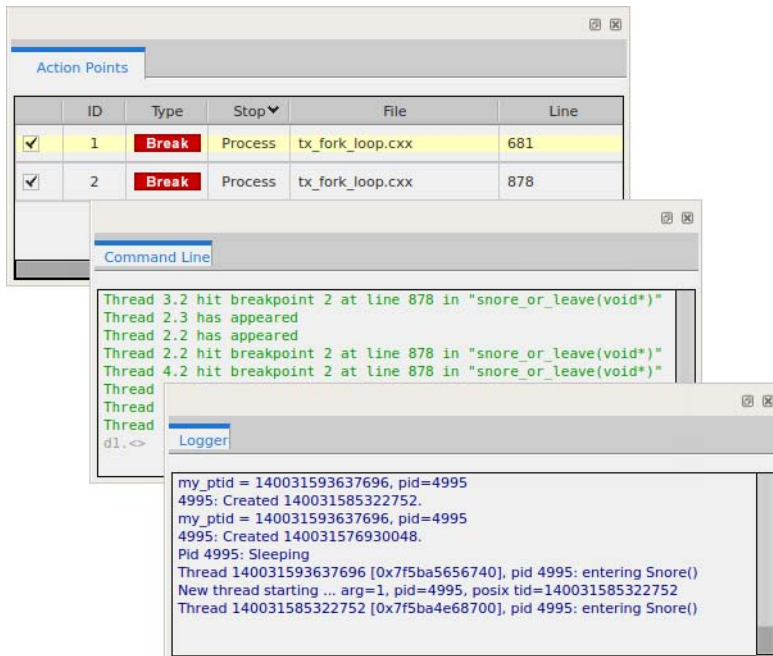 Action Points
ID Type Stop File Line
1 Break Process tx_fork_loop.cxx 681
2 Break Process tx_fork_loop.cxx 878
Command Line
Thread 3.2 hit breakpoint 2 at line 878 in "snore_or_leave(void*)"
Thread 2.3 has appeared
Thread 2.2 has appeared
Thread 2.2 hit breakpoint 2 at line 878 in "snore_or_leave(void*)"
Thread 4.2 hit breakpoint 2 at line 878 in "snore_or_leave(void*)"
Thread
Thread
Thread
d1.<>
Logger
my_ptid = 140031593637696, pid=4995
4995: Created 140031585322752.
my_ptid = 140031593637696, pid=4995
4995: Created 140031576930048.
Pid 4995: Sleeping
Thread 140031593637696 [0x7f5ba5656740], pid 4995: entering Snore()
New thread starting ... arg=1, pid=4995, posix tid=140031585322752
Thread 140031585322752 [0x7f5ba4e68700], pid 4995: entering Snore()